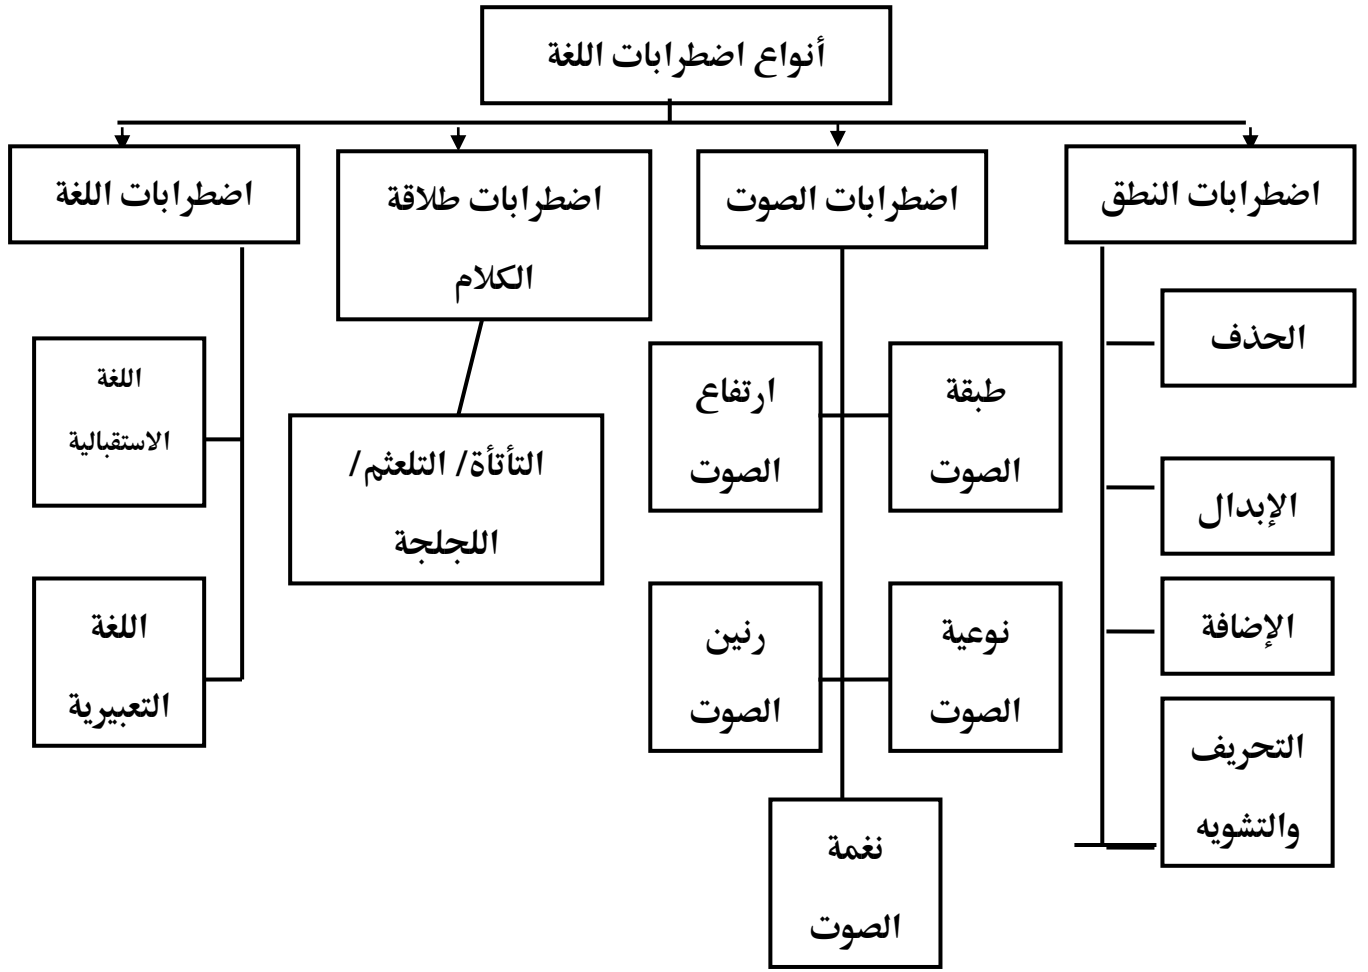 أنواع اضطرابات اللغة
اضطرابات النطق
اضطرابات الصوت
اضطرابات طلاقة
الكلام
اضطرابات اللغة
الحذف
الإبدال
الإضافة
التحريف
والتشويه
طبقة
الصوت
ارتفاع
الصوت
نوعية
الصوت
رنين
الصوت
نغمة
الصوت
التأتأة/ التلعثم/
اللجلجة
اللغة
الاستقبالية
اللغة
التعبيرية